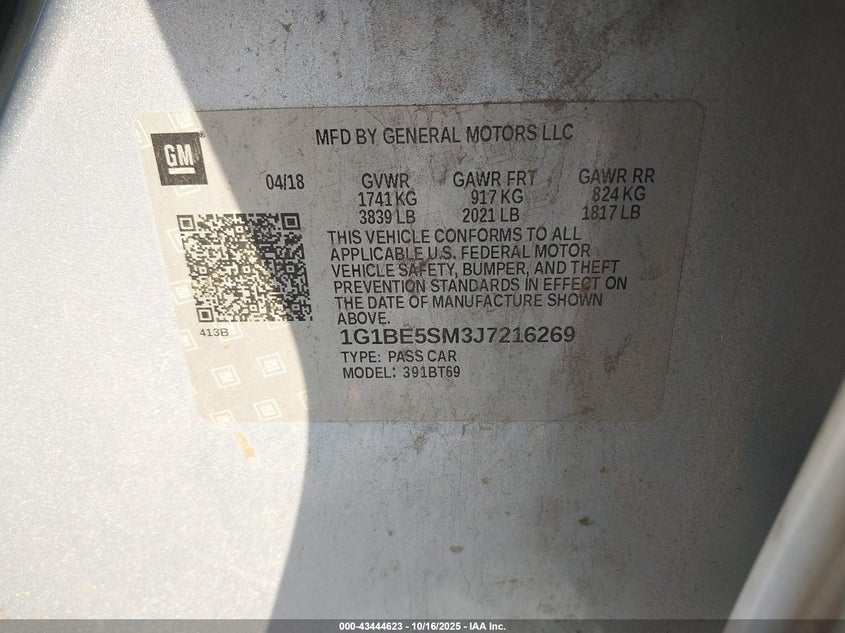 GM
MFD BY GENERAL MOTORS LLC
04/18
GVWR GAWR FRT GAWR RR
1741 KG 917 KG 824 KG
3839 LB 2021 LB 1817 LB
THIS VEHICLE CONFORMS TO ALL
APPLICABLE U.S. FEDERAL MOTOR
VEHICLE SAFETY, BUMPER, AND THEFT
PREVENTION STANDARDS IN EFFECT ON
THE DATE OF MANUFACTURE SHOWN
ABOVE.
413B
1G1BE5SM3J7216269
TYPE: PASS CAR
MODEL: 391BT69
000-43444623 - 10/16/2025 - IAA Inc.